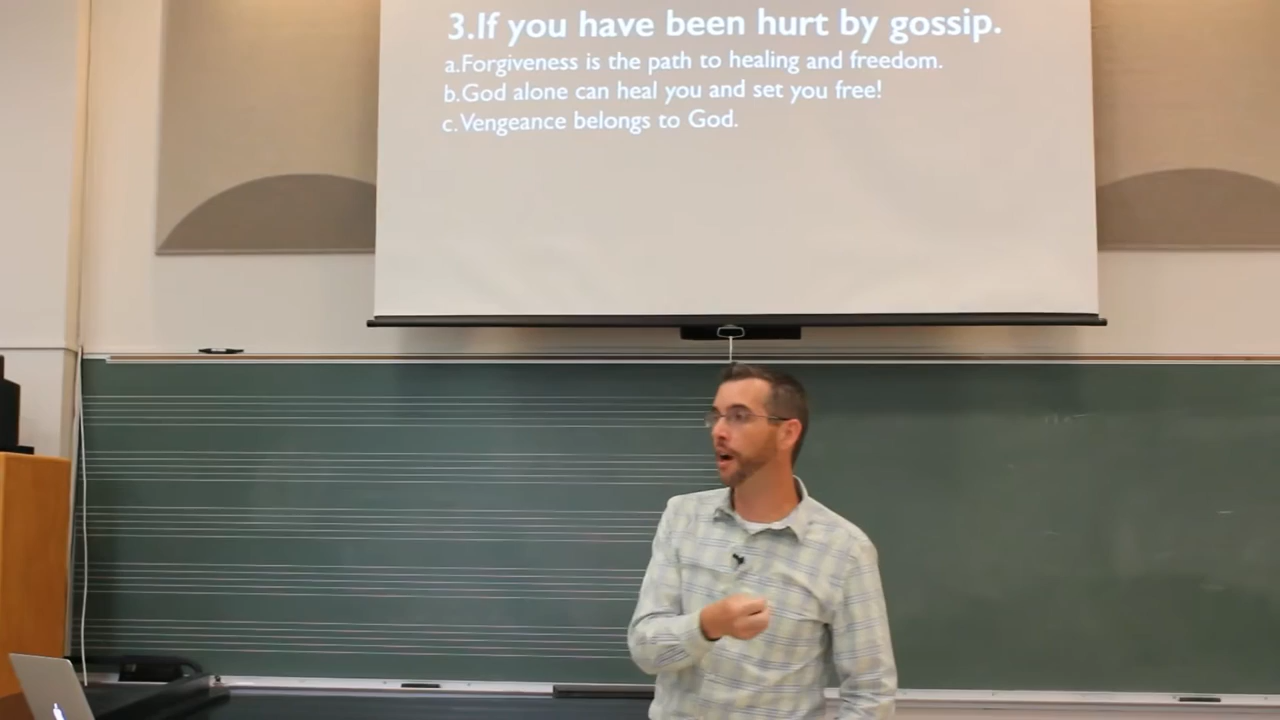 3.If you have been hurt by gossip.
a.Forgiveness is the path to healing and freedom.
b.God alone can heal you and set you free!
c.Vengeance belongs to God.